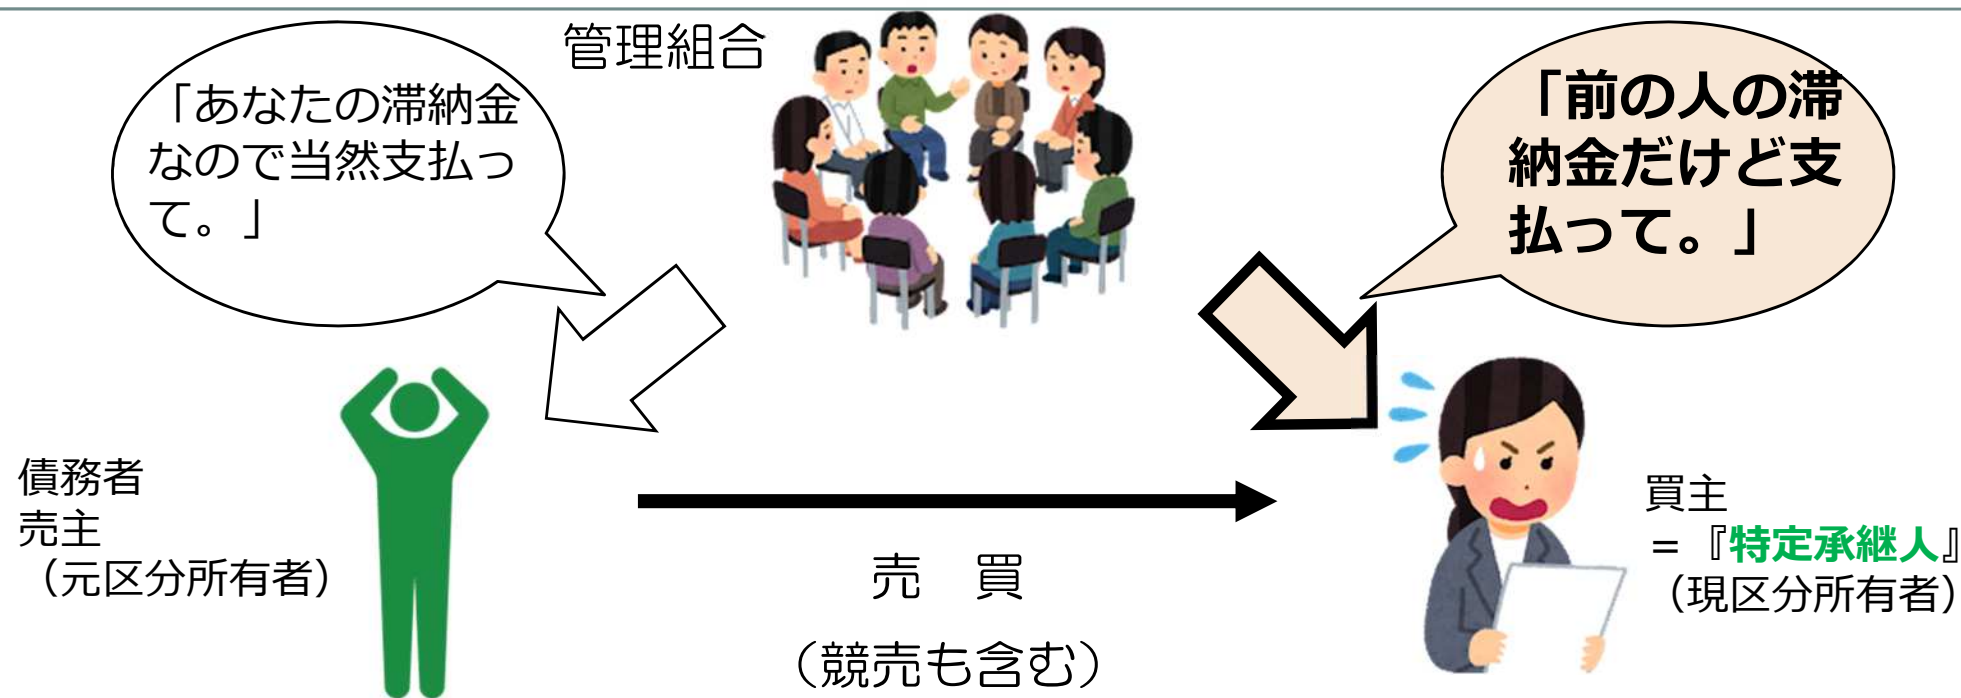 管理組合
「あなたの滞納金
なので当然支払っ
て。」
「前の人の滞
納金だけど支
払って。」
債務者
売主
（元区分所有者）
売　買
（競売も含む）
買主
＝『特定承継人』
（現区分所有者）